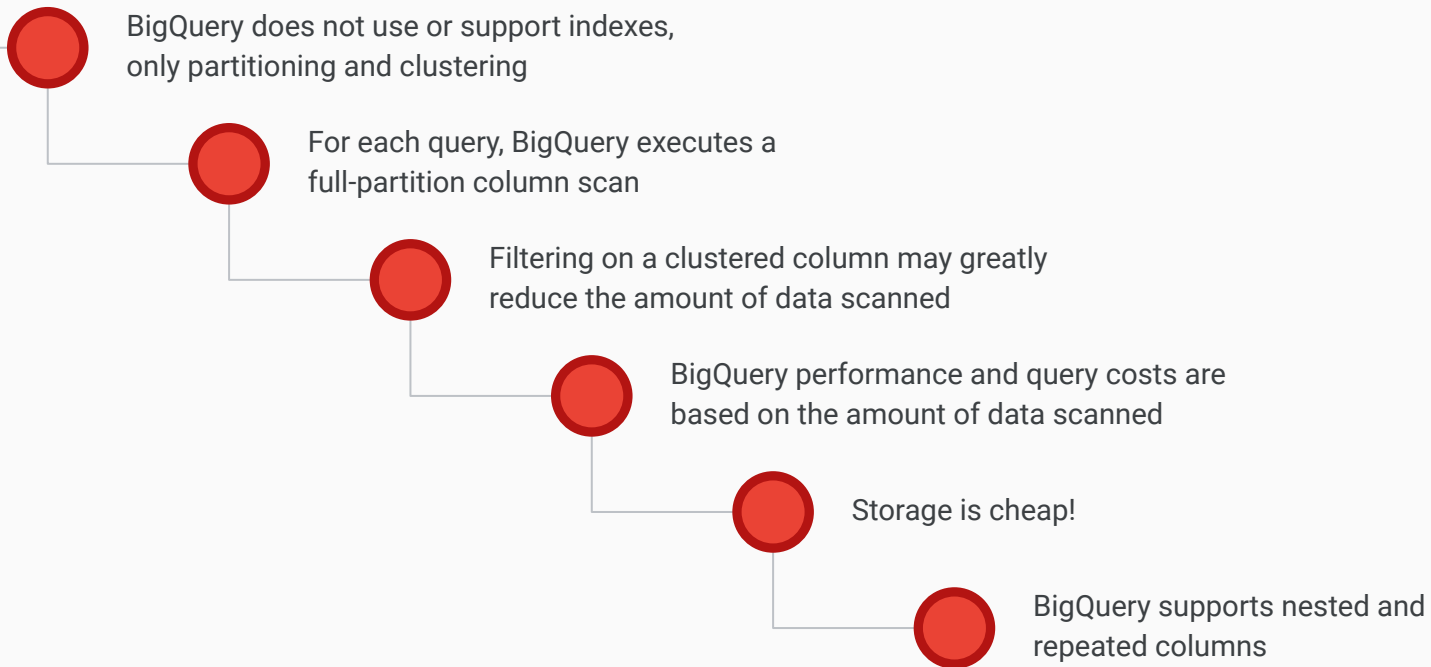 BigQuery does not use or support indexes,
only partitioning and clustering
For each query, BigQuery executes a
full-partition column scan
Filtering on a clustered column may greatly
reduce the amount of data scanned
BigQuery performance and query costs are
based on the amount of data scanned
Storage is cheap!
BigQuery supports nested and
repeated columns